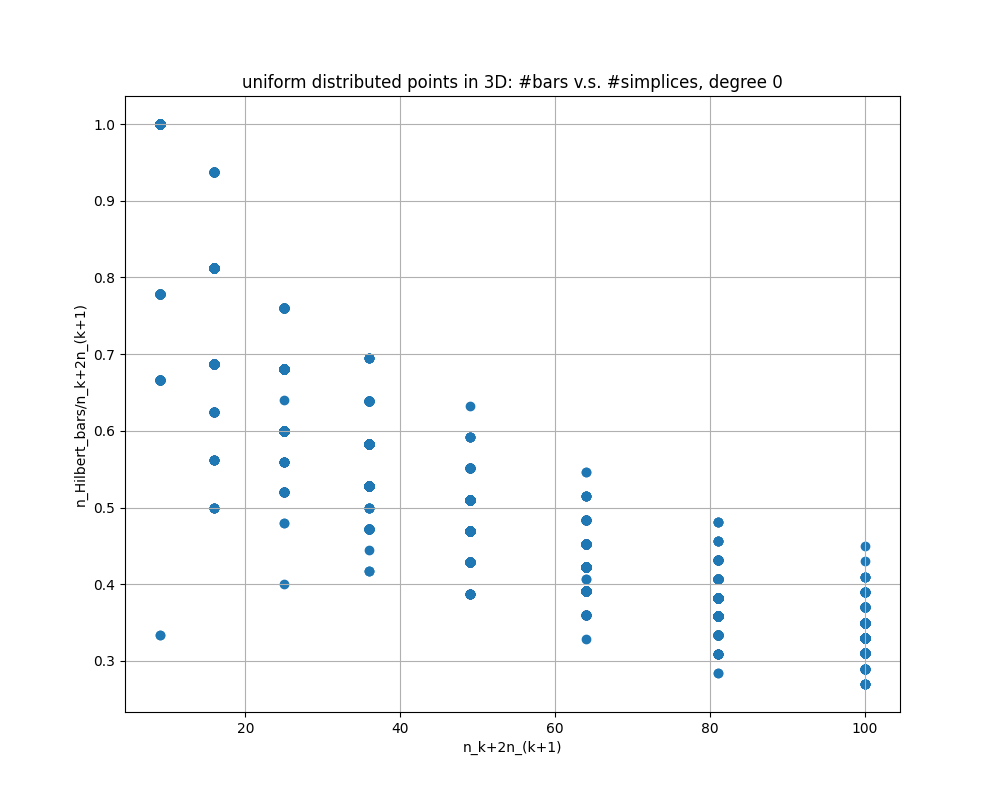 uniform distributed points in 3D: #bars v.s. #simplices, degree 0
n_Hilbert_bars/n_k+2n_(k+1)
1.0
0.9
0.8
0.7
0.6
0.5
0.4
0.3
20 40 60 80 100
n_k+2n_(k+1)